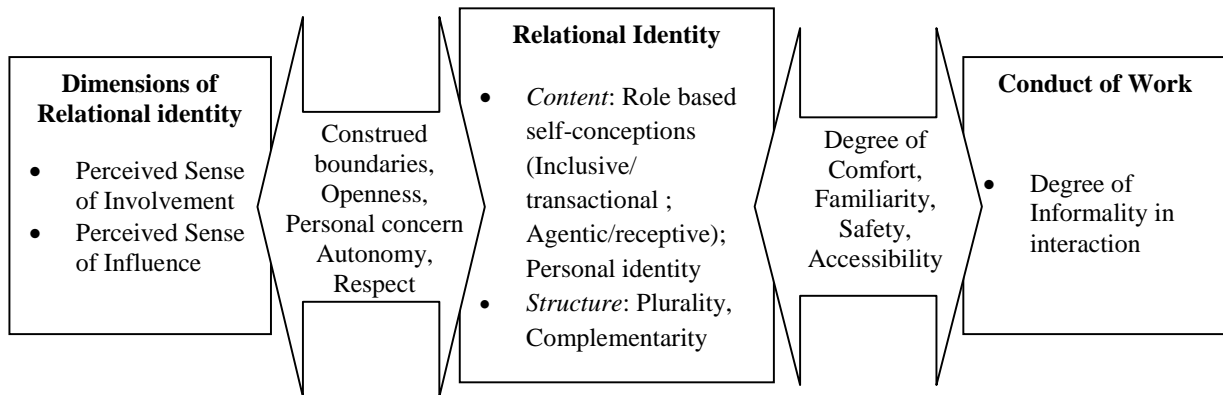 Dimensions of
Relational identity
• Perceived Sense
of Involvement
• Perceived Sense
of Influence
Construed
boundaries,
Openness,
Personal concern
Autonomy,
Respect
Relational Identity
• Content: Role based
self-conceptions
(Inclusive/
transactional ;
Agentic/receptive);
Personal identity
• Structure: Plurality,
Complementarity
Degree of
Comfort,
Familiarity,
Safety,
Accessibility
Conduct of Work
• Degree of
Informality in
interaction